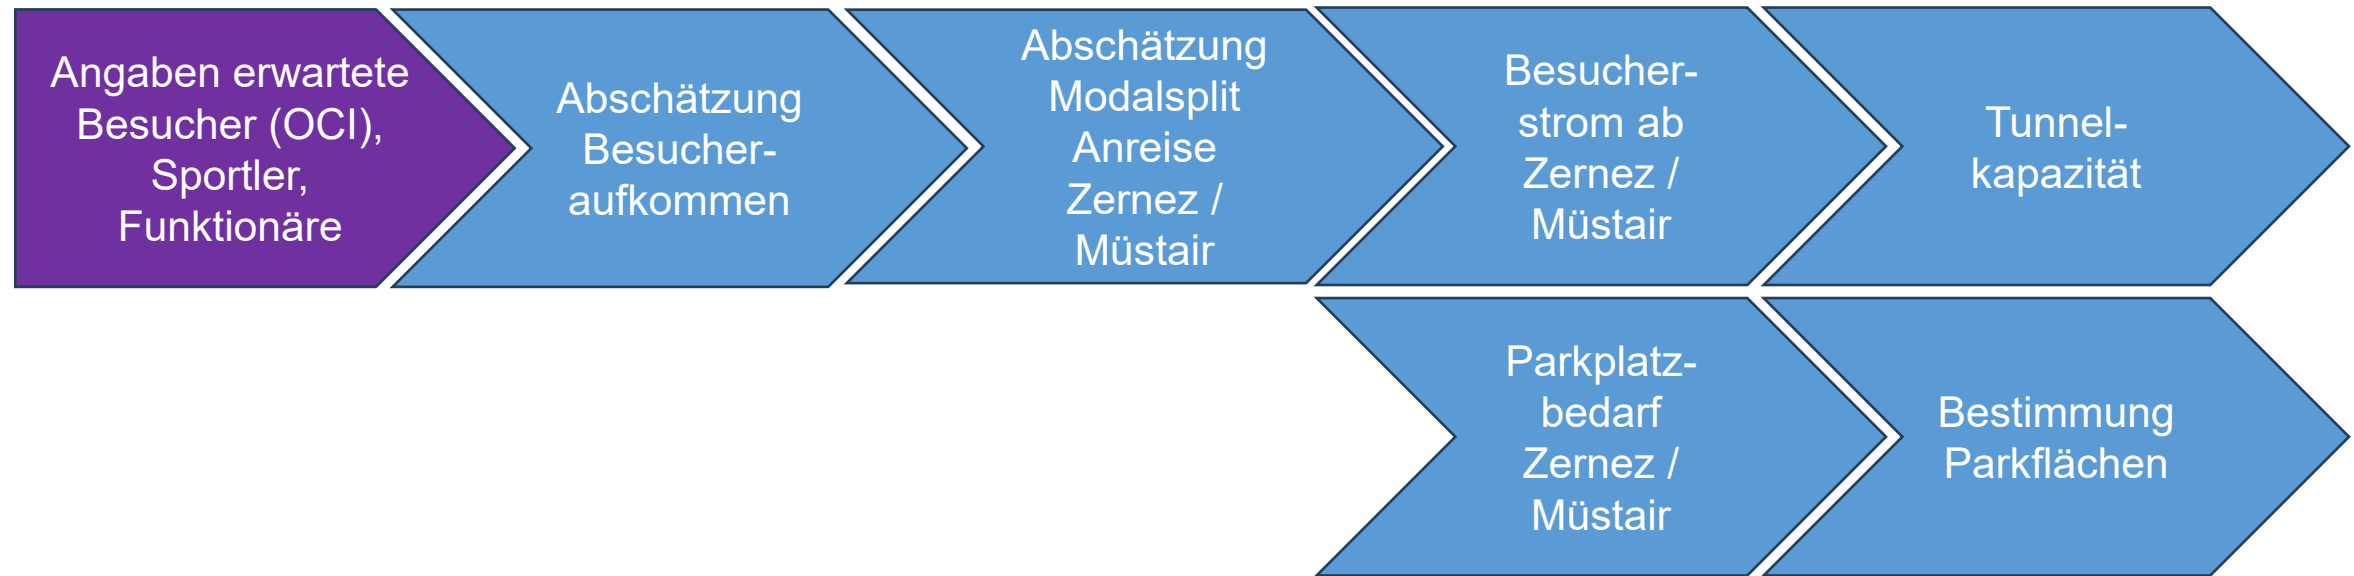 Angaben erwartete
Besucher (OCI),
Sportler,
Funktionäre
Abschätzung
Besucher-
aufkommen
Abschätzung
Modalsplit
Anreise
Zernez /
Müstair
Besucher-
strom ab
Zernez /
Müstair
Tunnel-
kapazität
Parkplatz-
bedarf
Zernez /
Müstair
Bestimmung
Parkflächen